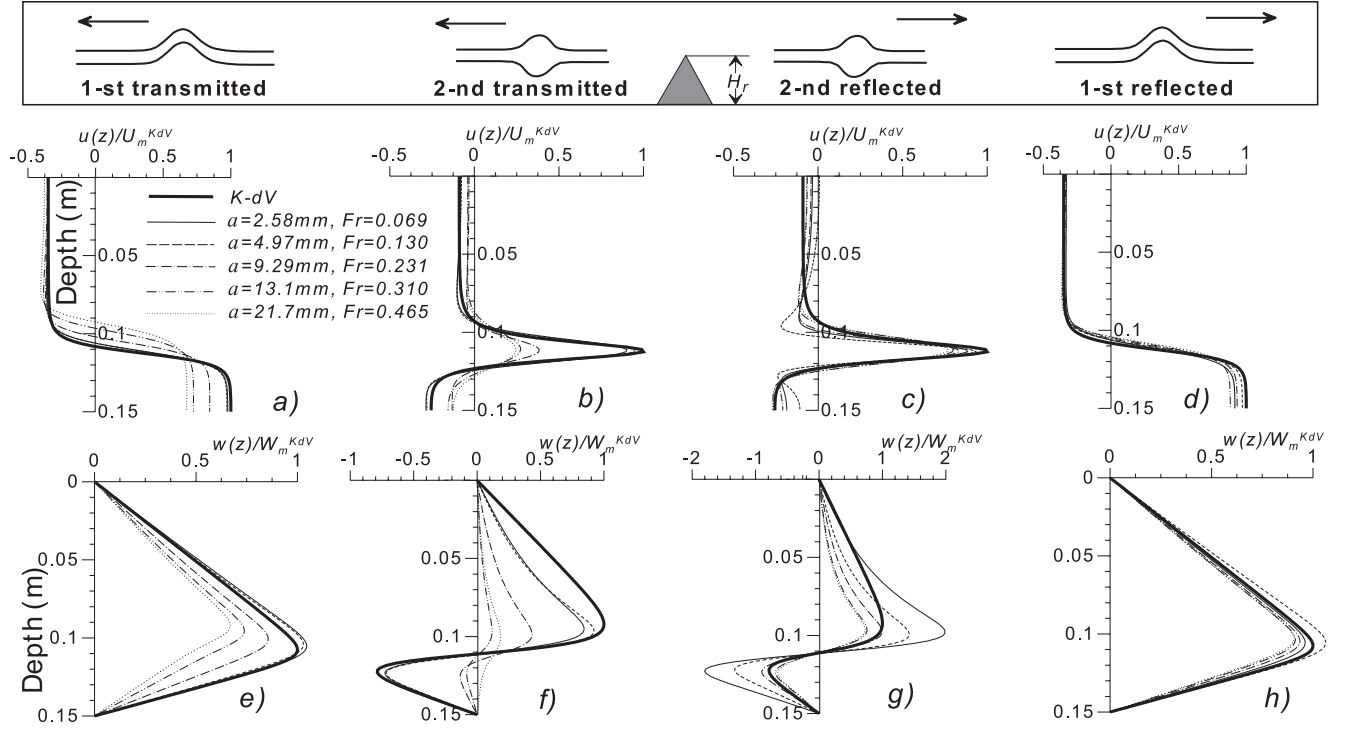 H_r
1-st transmitted 2-nd transmitted 2-nd reflected 1-st reflected
u(z)/U_m^KdV u(z)/U_m^KdV u(z)/U_m^KdV u(z)/U_m^KdV
-0.5 0 0.5 1 -0.5 0 0.5 1 -0.5 0 0.5 1 -0.5 0 0.5 1
Depth (m)
K-dV
a=2.58mm, Fr=0.069
a=4.97mm, Fr=0.130
a=9.29mm, Fr=0.231
a=13.1mm, Fr=0.310
a=21.7mm, Fr=0.465
0.05 0.05 0.05 0.05
0.1 0.1 0.1 0.1
0.15 0.15 0.15 0.15
a) b) c) d)
w(z)/W_m^KdV w(z)/W_m^KdV w(z)/W_m^KdV w(z)/W_m^KdV
0 0.5 1 -1 -0.5 0 0.5 1 -2 -1 0 1 2 0 0.5 1
Depth (m)
0 0 0 0
0.05 0.05 0.05 0.05
0.1 0.1 0.1 0.1
0.15 0.15 0.15 0.15
e) f) g) h)